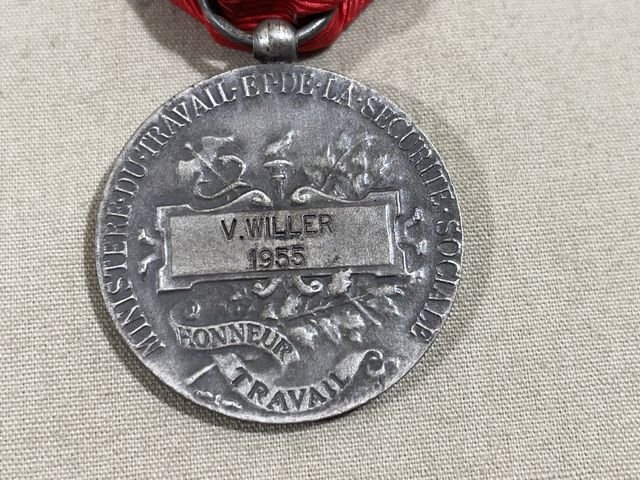 MINISTERE·DU·TRAVAIL·ET·DE·LA·SECURITE·SOCIALE
V.WILLER
1955
HONNEUR
TRAVAIL